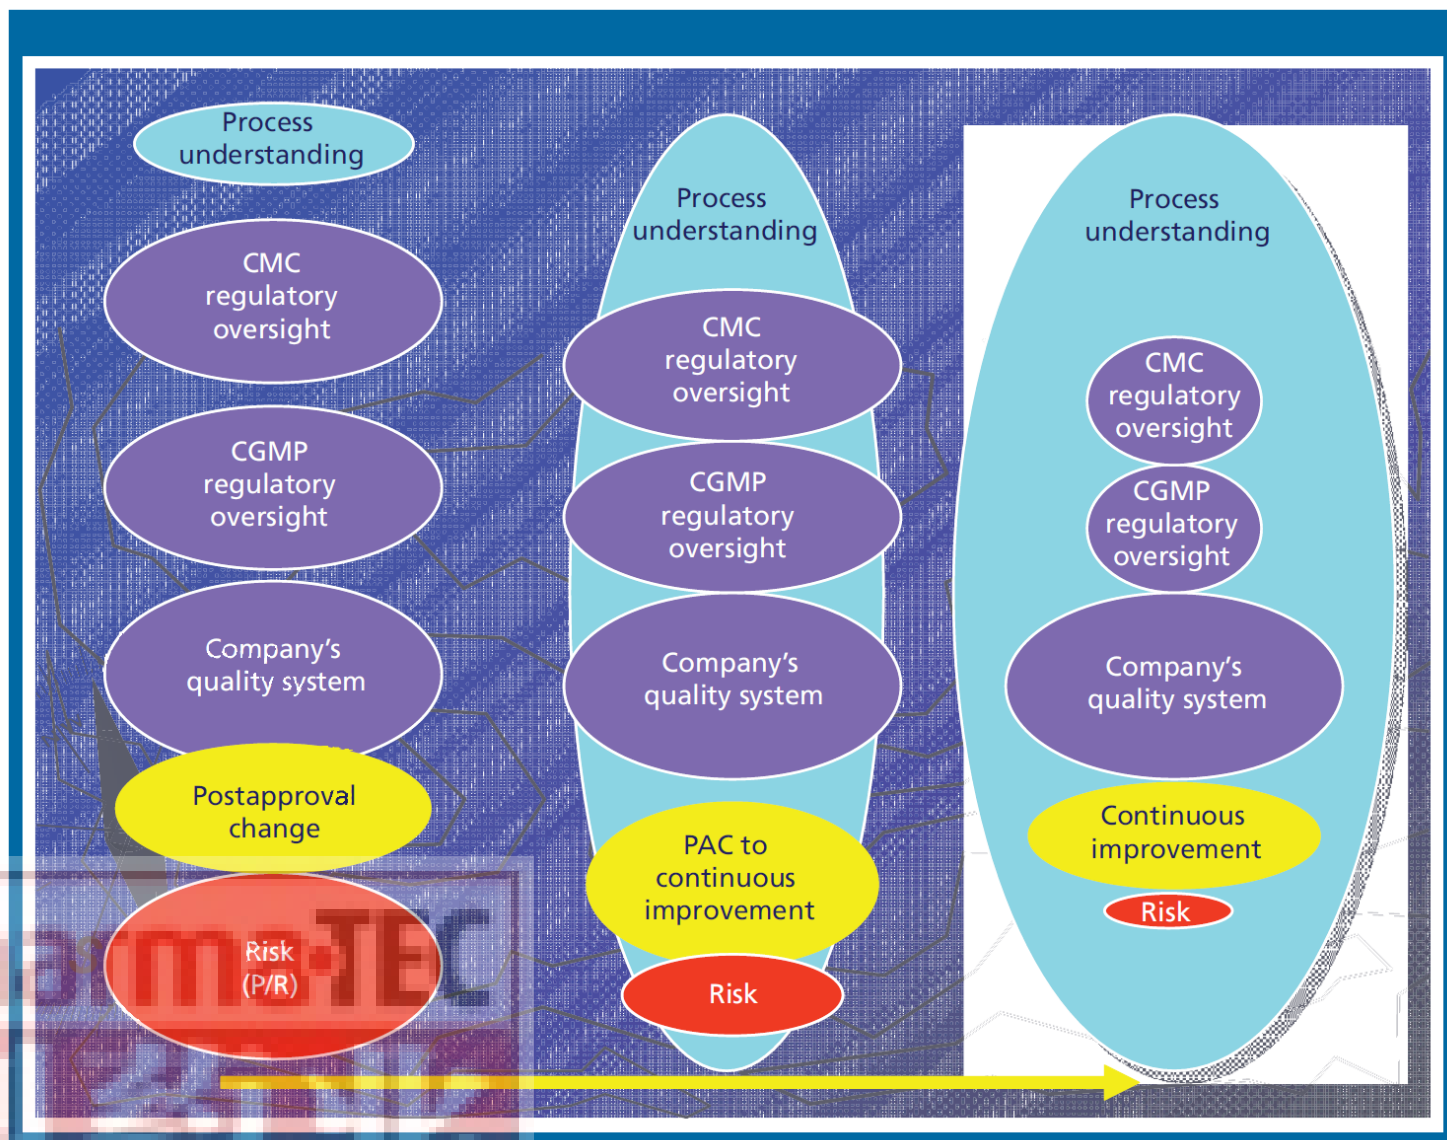 Process
understanding
CMC
regulatory
oversight
CGMP
regulatory
oversight
Company's
quality system
Postapproval
change
Risk
(P/R)
Process
understanding
CMC
regulatory
oversight
CGMP
regulatory
oversight
Company's
quality system
PAC to
continuous
improvement
Risk
Process
understanding
CMC
regulatory
oversight
CGMP
regulatory
oversight
Company's
quality system
Continuous
improvement
Risk